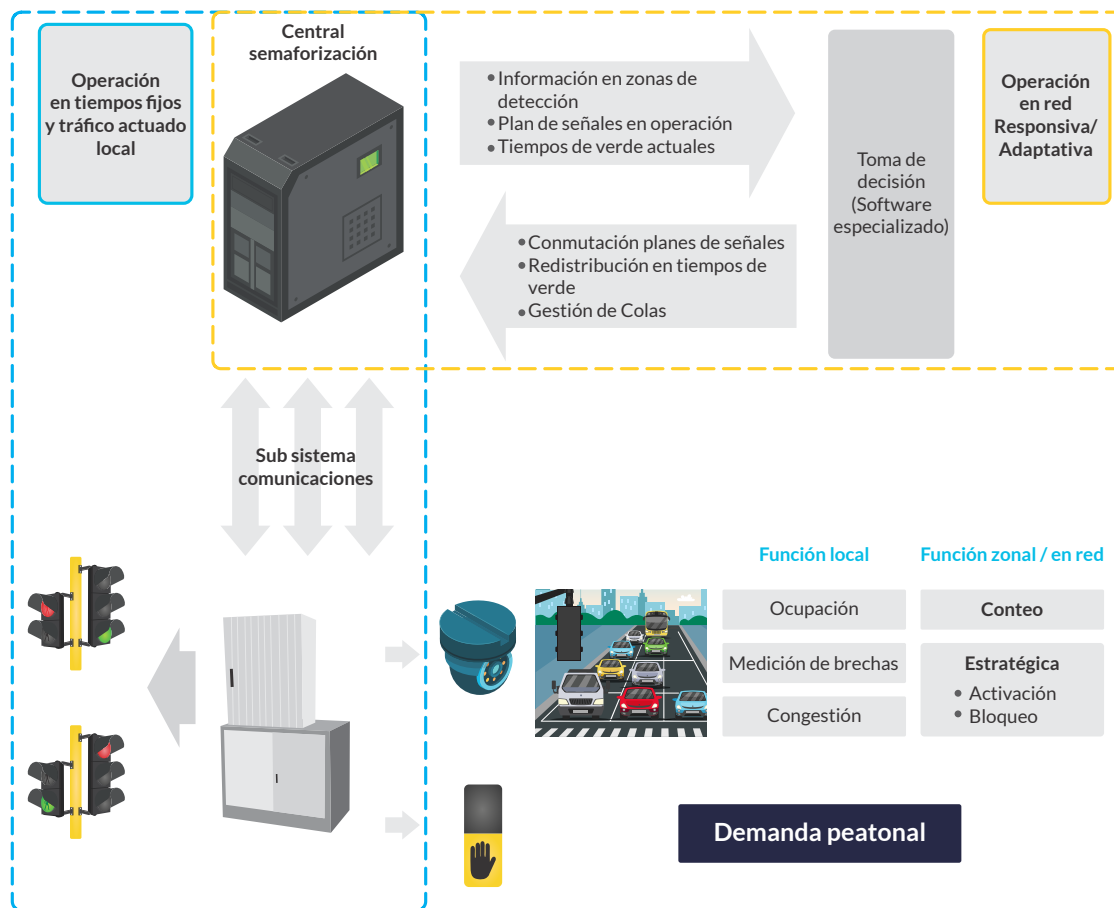 Operación
en tiempos fijos
y tráfico actuado
local
Central
semaforización
• Información en zonas de
detección
• Plan de señales en operación
• Tiempos de verde actuales
• Conmutación planes de señales
• Redistribución en tiempos de
verde
• Gestión de Colas
Toma de
decisión
(Software
especializado)
Operación
en red
Responsiva/
Adaptativa
Sub sistema
comunicaciones
Función local
Ocupación
Medición de brechas
Congestión
Función zonal / en red
Conteo
Estratégica
• Activación
• Bloqueo
Demanda peatonal